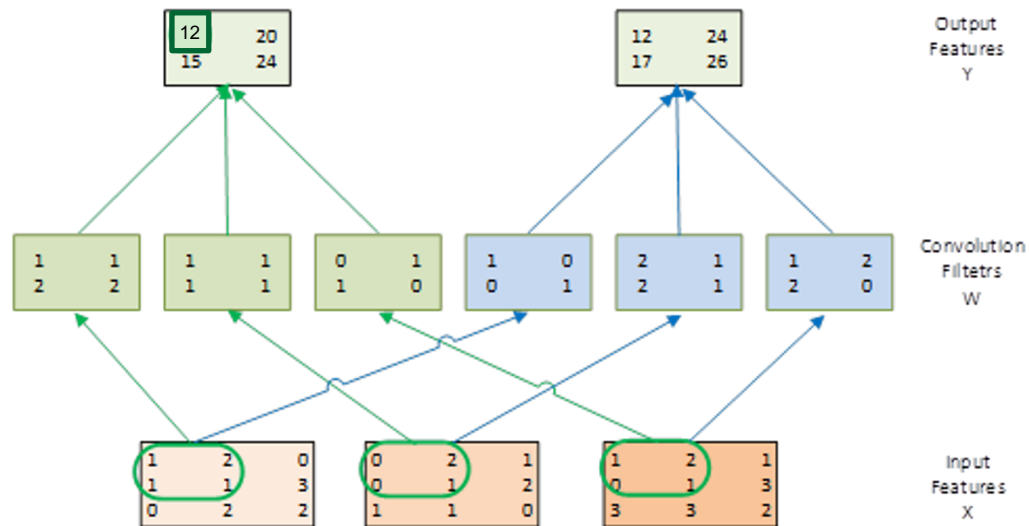 12 20
15 24
12 24
17 26
Output
Features
Y
1 1
2 2
1 1
1 1
0 1
1 0
1 0
0 1
2 1
2 1
1 2
2 0
Convolution
Filtetrs
W
1 2 0
1 1 3
0 2 2
0 2 1
0 1 2
1 1 0
1 2 1
0 1 3
3 3 2
Input
Features
X